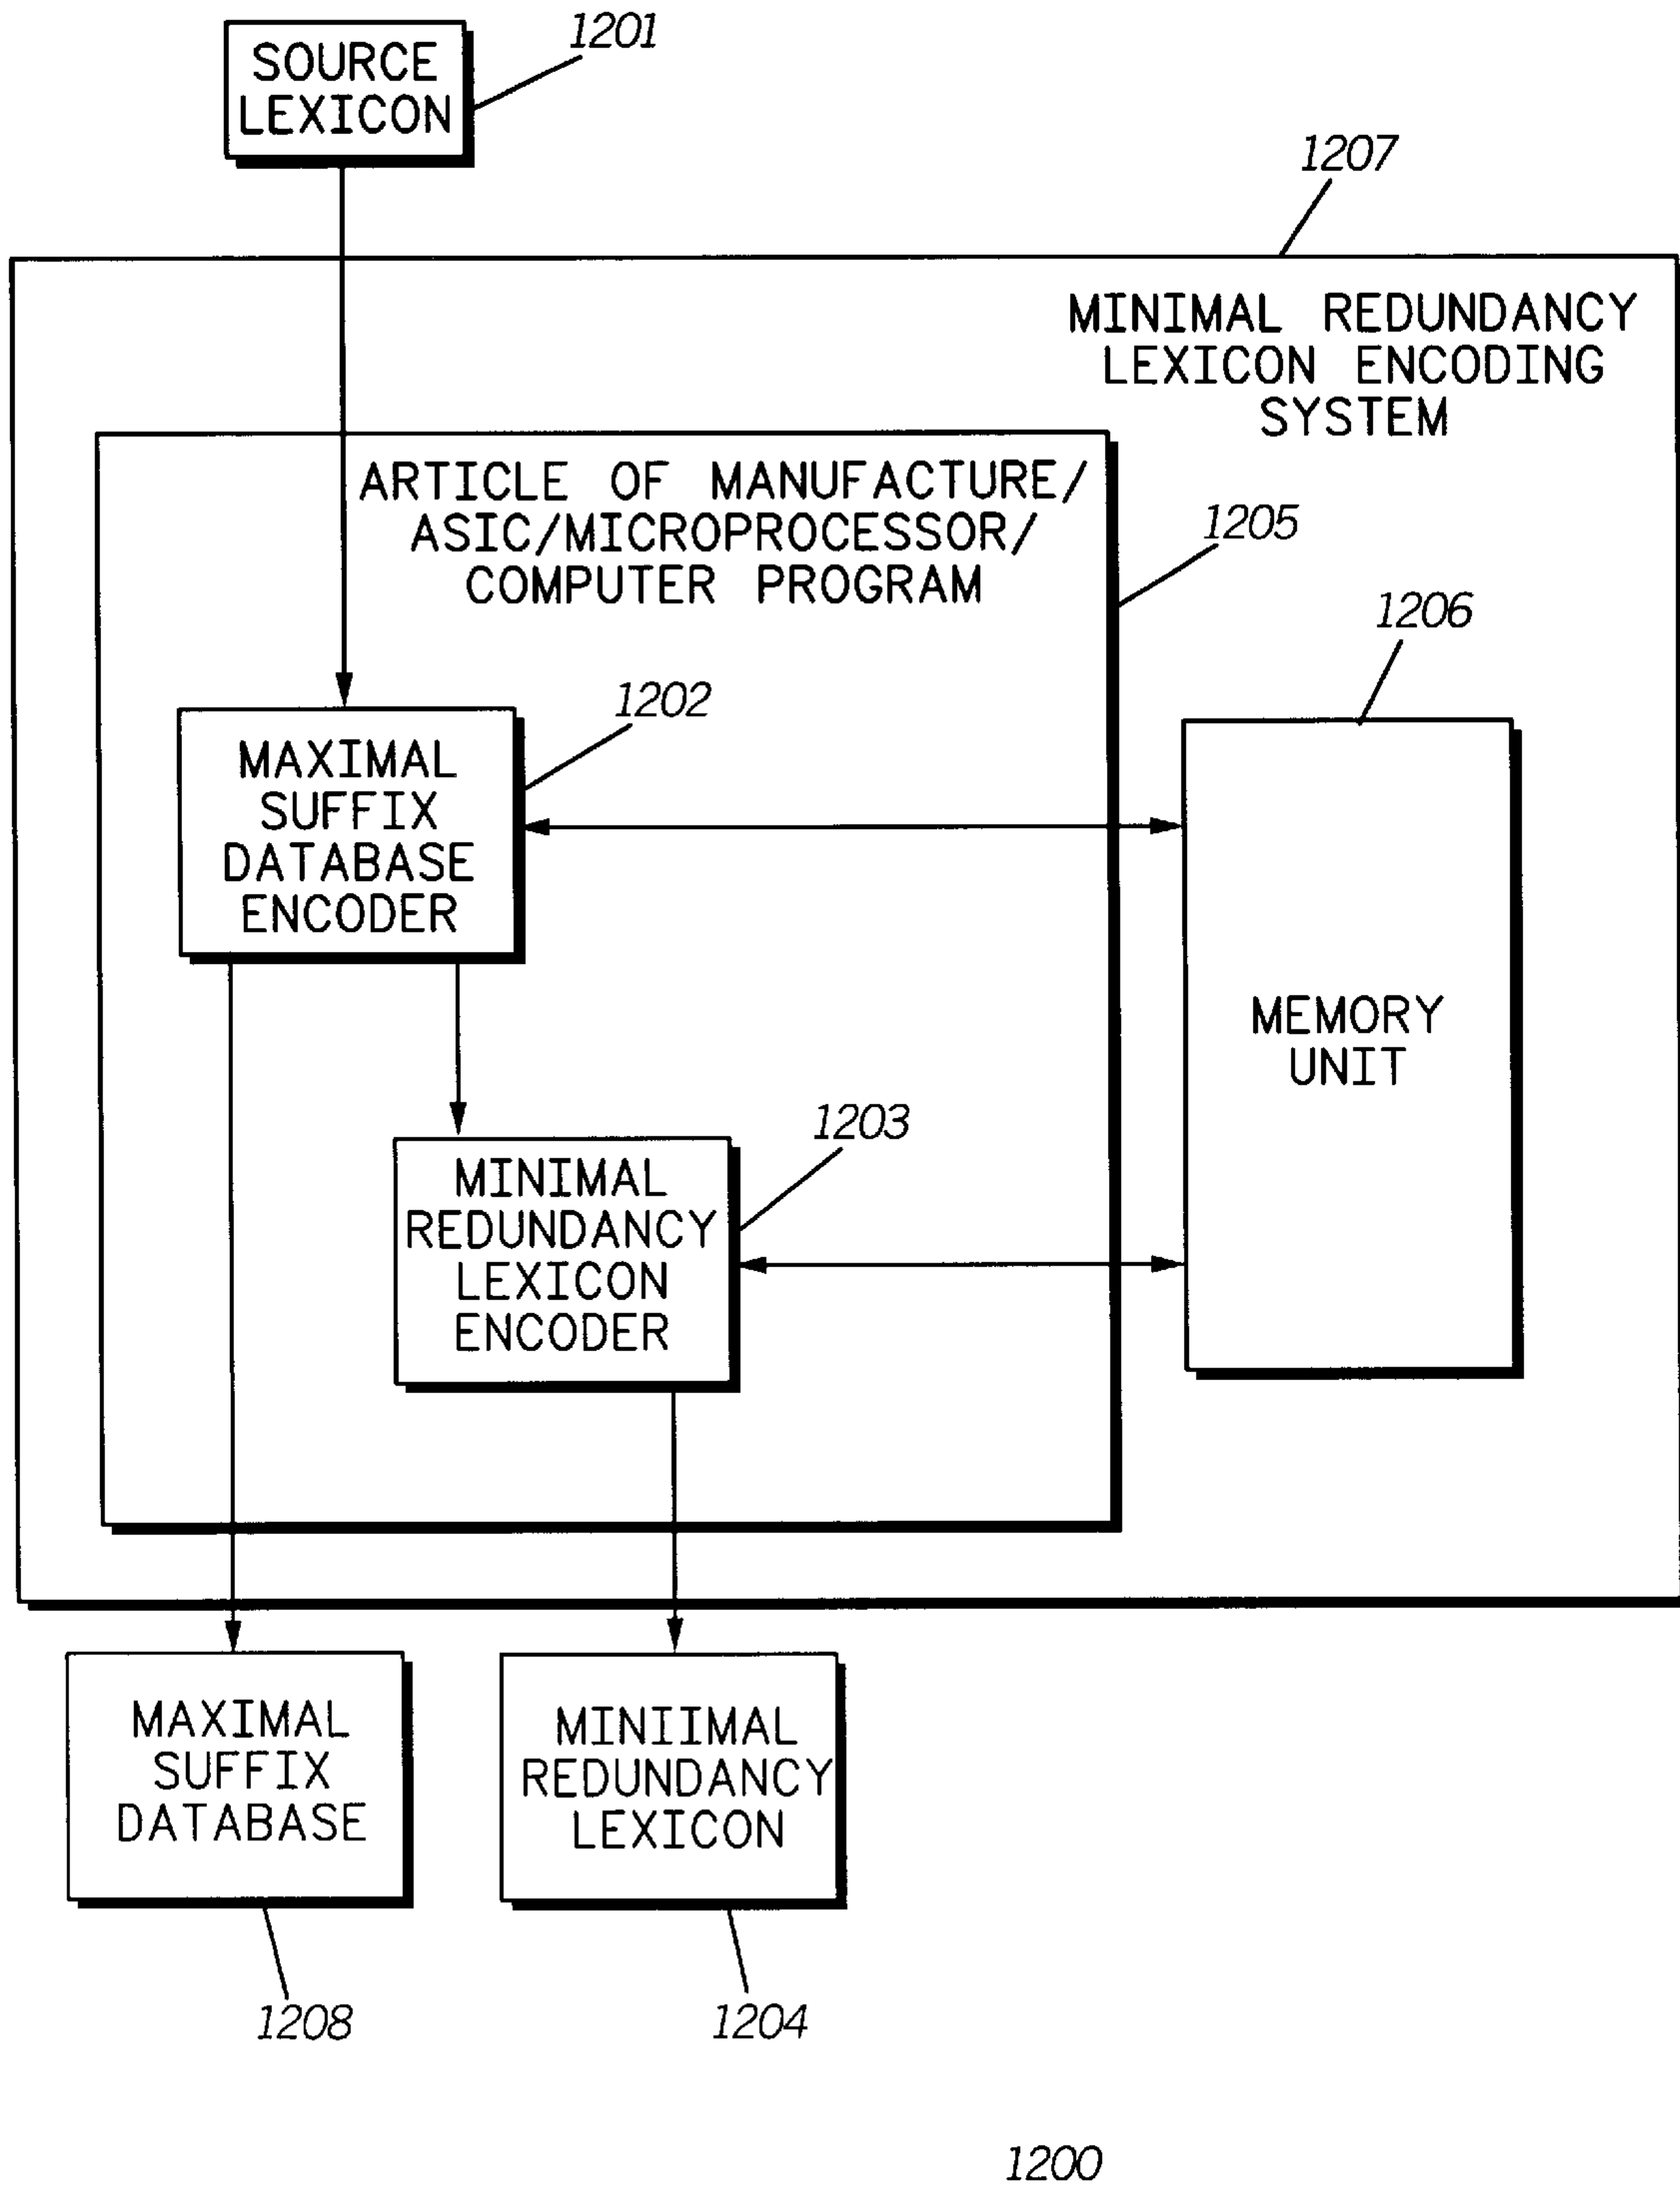 1201
SOURCE
LEXICON
1207
MINIMAL REDUNDANCY
LEXICON ENCODING
SYSTEM
ARTICLE OF MANUFACTURE/
ASIC/MICROPROCESSOR/
COMPUTER PROGRAM
1205
1206
1202
MAXIMAL
SUFFIX
DATABASE
ENCODER
MEMORY
UNIT
1203
MINIMAL
REDUNDANCY
LEXICON
ENCODER
MAXIMAL
SUFFIX
DATABASE
MINIIMAL
REDUNDANCY
LEXICON
1208
1204
1200